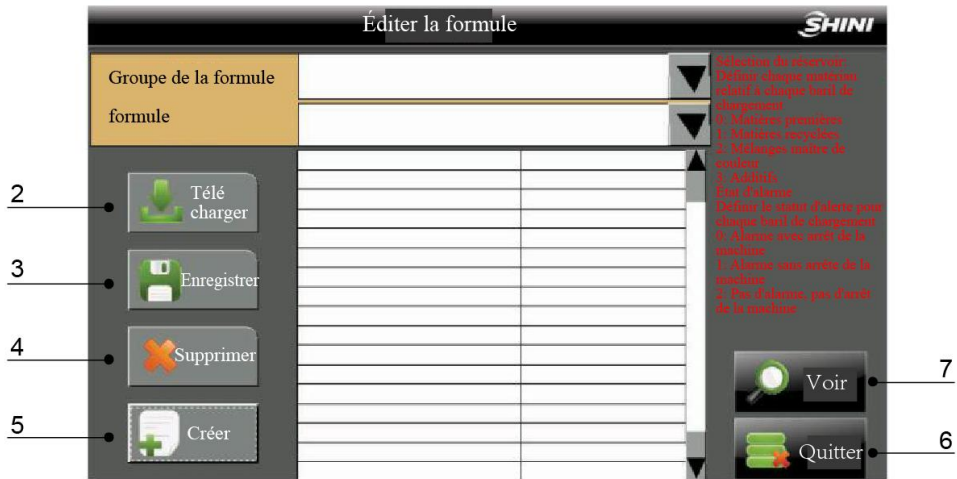 Éditer la formule
SHINI
Groupe de la formule
formule
Sélection du réservoir:
Définir chaque matériau
relatif à chaque baril de
chargement
0: Matières premières
1: Matières recyclées
2: Mélanges maître de
couleur
3: Additifs
État d'alarme
Définir le statut d'alerte pour
chaque baril de chargement
0: Alarme avec arrêt de la
machine
1: Alarme sans arrête de la
machine
2: Pas d'alarme, pas d'arrêt
de la machine
2
Télé
charger
3
Enregistrer
4
Supprimer
5
Créer
7
Voir
6
Quitter